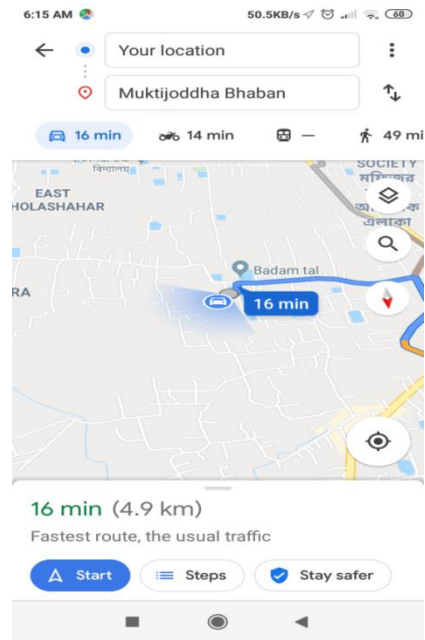 6:15 AM
50.5KB/s
60
Your location
Muktijoddha Bhaban
16 min
14 min
—
49 mi
বিদ্যালয়
SOCIETY
EAST
HOLASHAHAR
এলাকা
Badam tal
RA
16 min
16 min (4.9 km)
Fastest route, the usual traffic
Start
Steps
Stay safer